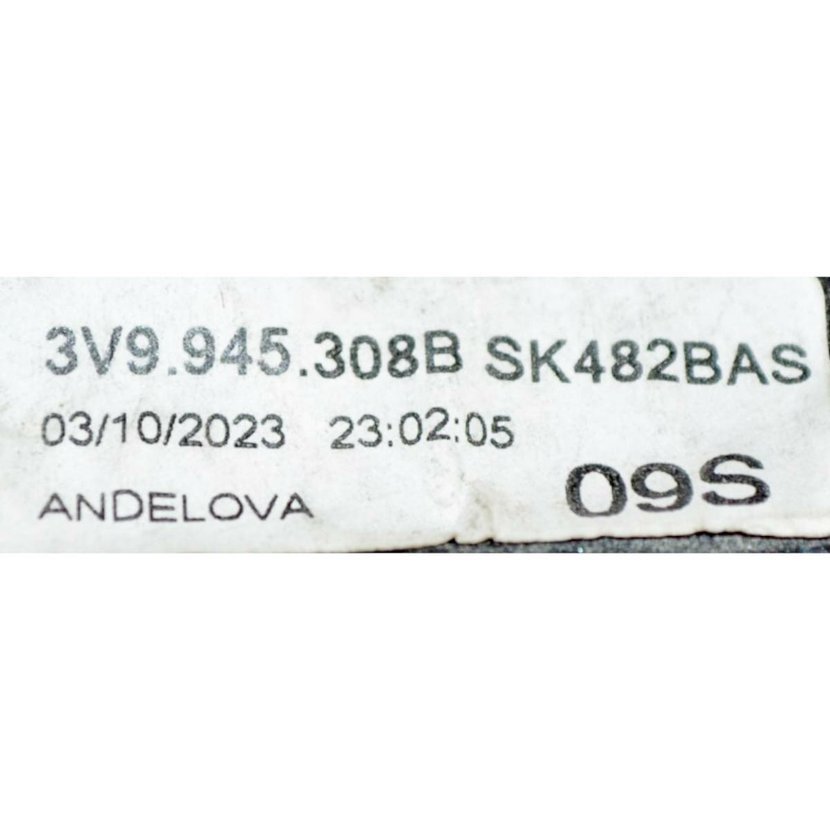 3V9.945.308B SK482BAS
03/10/2023 23:02:05
ANDELOVA
09S